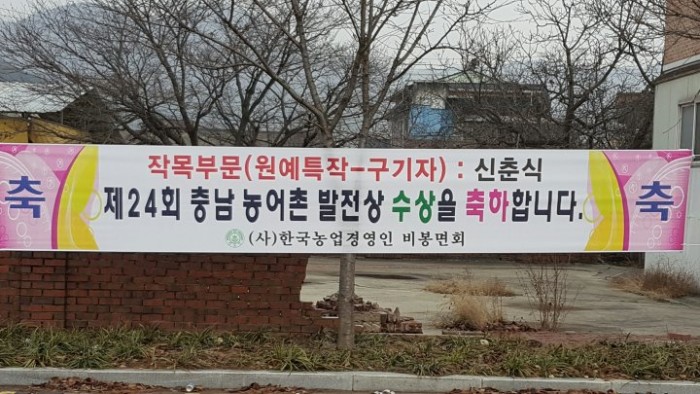 축
작목부문(원예특작-구기자) : 신춘식
제24회 충남 농어촌 발전상 수상을 축하합니다.
(사)한국농업경영인 비봉면회
축